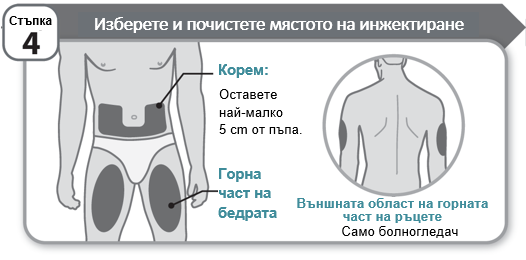 Стъпка
4
Изберете и почистете мястото на инжектиране
Корем:
Оставете
най-малко
5 cm от пъпа.
Горна
част на
бедрата
Външната област на горната
част на ръцете
Само болногледач